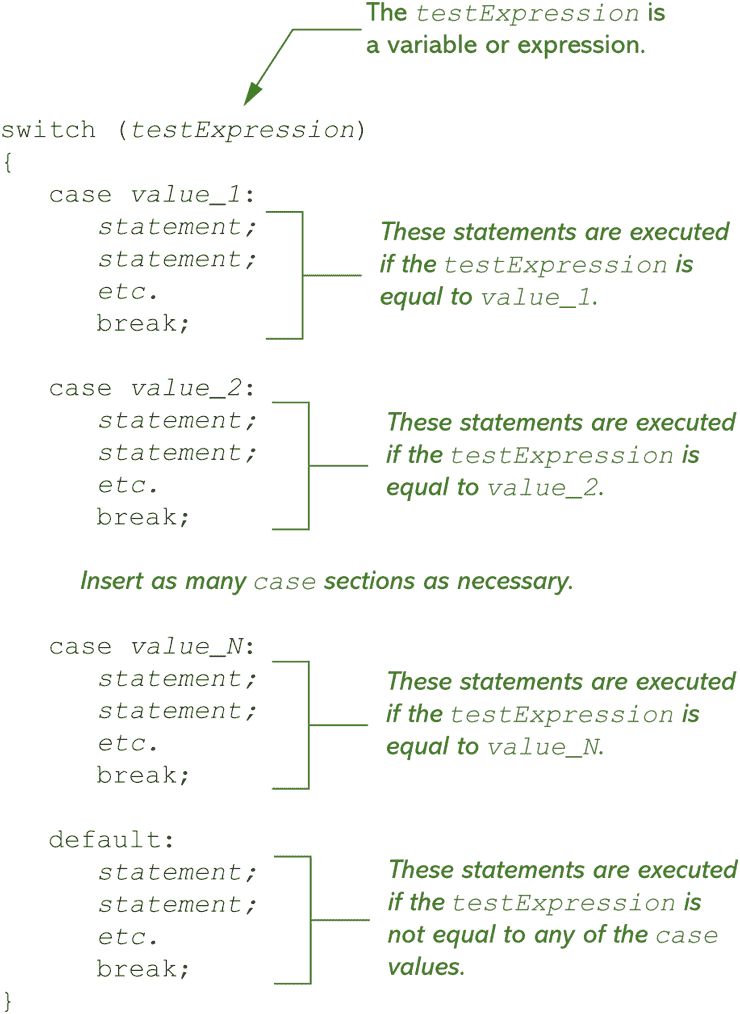 The testExpression is
a variable or expression.
switch (testExpression)
{
case value_1:
statement;
statement;
etc.
break;
These statements are executed
if the testExpression is
equal to value_1.
case value_2:
statement;
statement;
etc.
break;
These statements are executed
if the testExpression is
equal to value_2.
Insert as many case sections as necessary.
case value_N:
statement;
statement;
etc.
break;
These statements are executed
if the testExpression is
equal to value_N.
default:
statement;
statement;
etc.
break;
These statements are executed
if the testExpression is
not equal to any of the case
values.
}